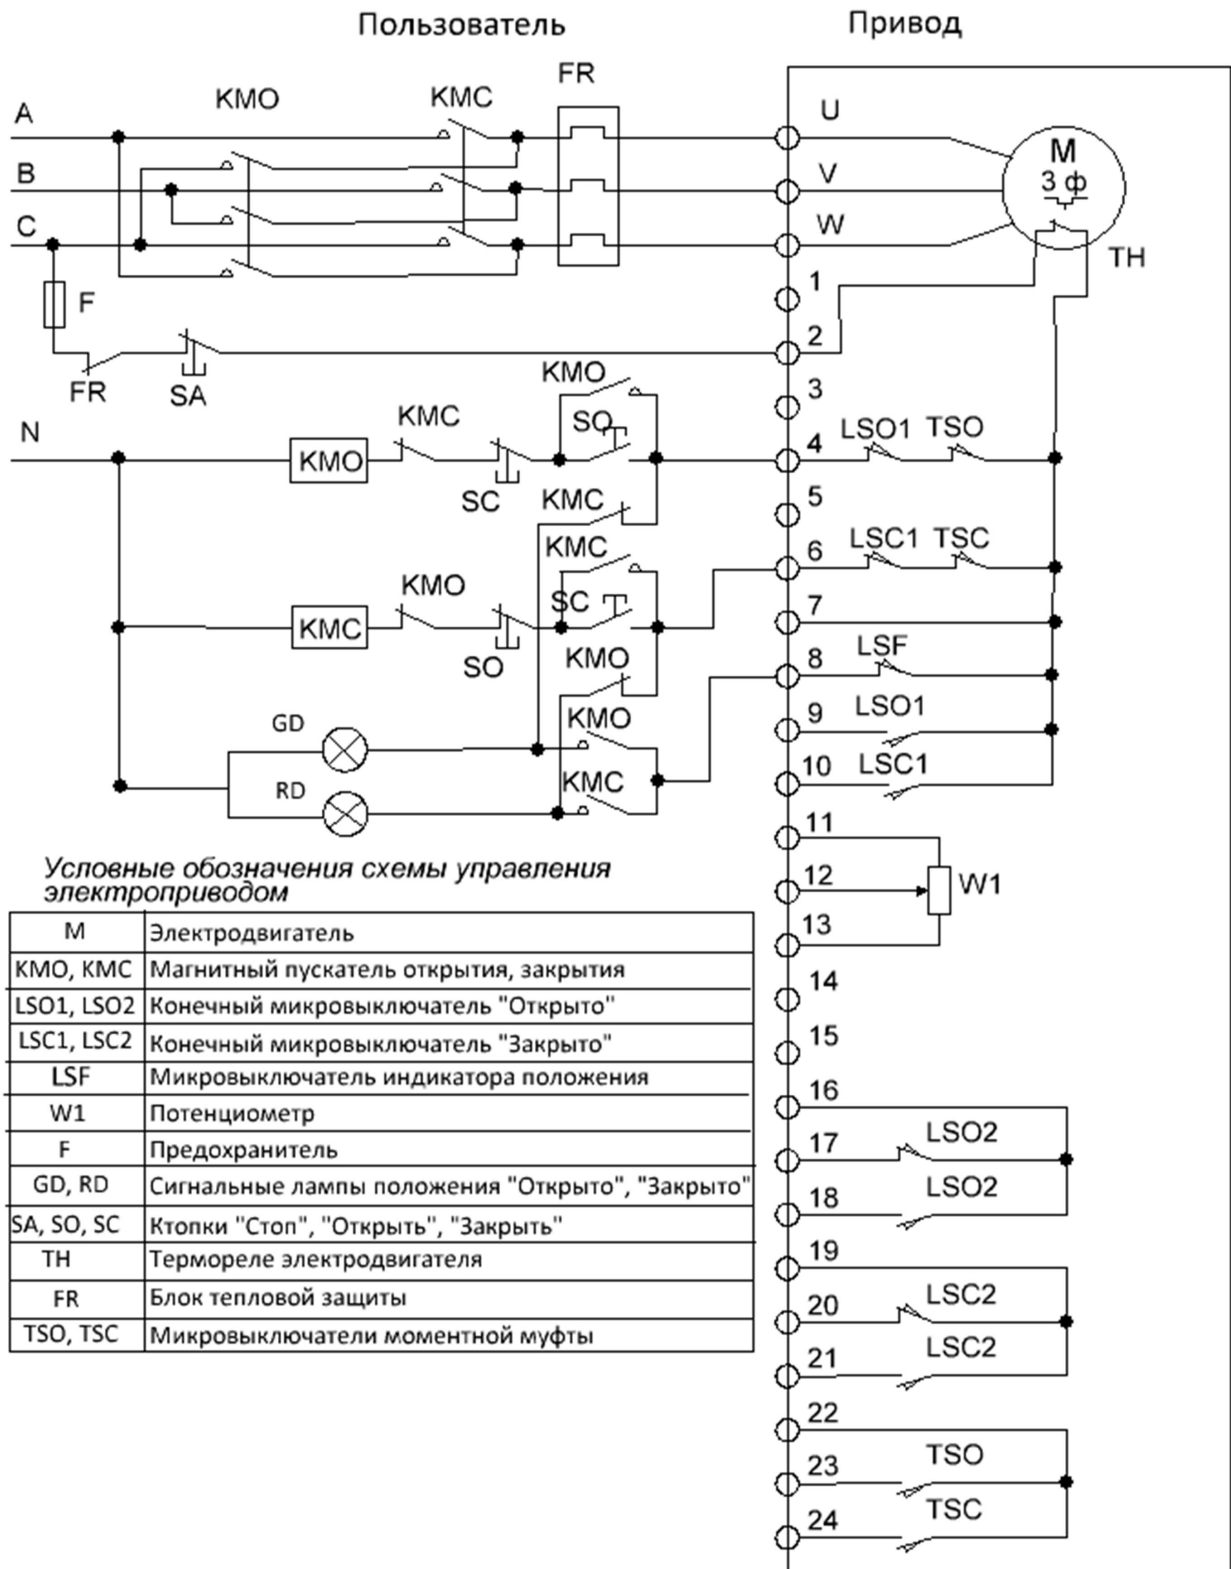 Пользователь
Привод
KMO
KMC
FR
A
B
C
U
V
W
M
3 ф
TH
F
FR
SA
1
2
3
N
KMO
KMC
SC
KMO
SO
4
LSO1
TSO
5
KMC
KMC
6
LSC1
TSC
KMC
KMO
SO
SC
7
KMO
8
LSF
GD
KMO
9
LSO1
RD
KMC
10
LSC1
11
12
W1
13
14
15
16
17
LSO2
18
LSO2
19
20
LSC2
21
LSC2
22
23
TSO
24
TSC
Условные обозначения схемы управления
электроприводом
M Электродвигатель
KMO, KMC Магнитный пускатель открытия, закрытия
LSO1, LSO2 Конечный микровыключатель "Открыто"
LSC1, LSC2 Конечный микровыключатель "Закрыто"
LSF Микровыключатель индикатора положения
W1 Потенциометр
F Предохранитель
GD, RD Сигнальные лампы положения "Открыто", "Закрыто"
SA, SO, SC Ктопки "Стоп", "Открыть", "Закрыть"
TH Термореле электродвигателя
FR Блок тепловой защиты
TSO, TSC Микровыключатели моментной муфты